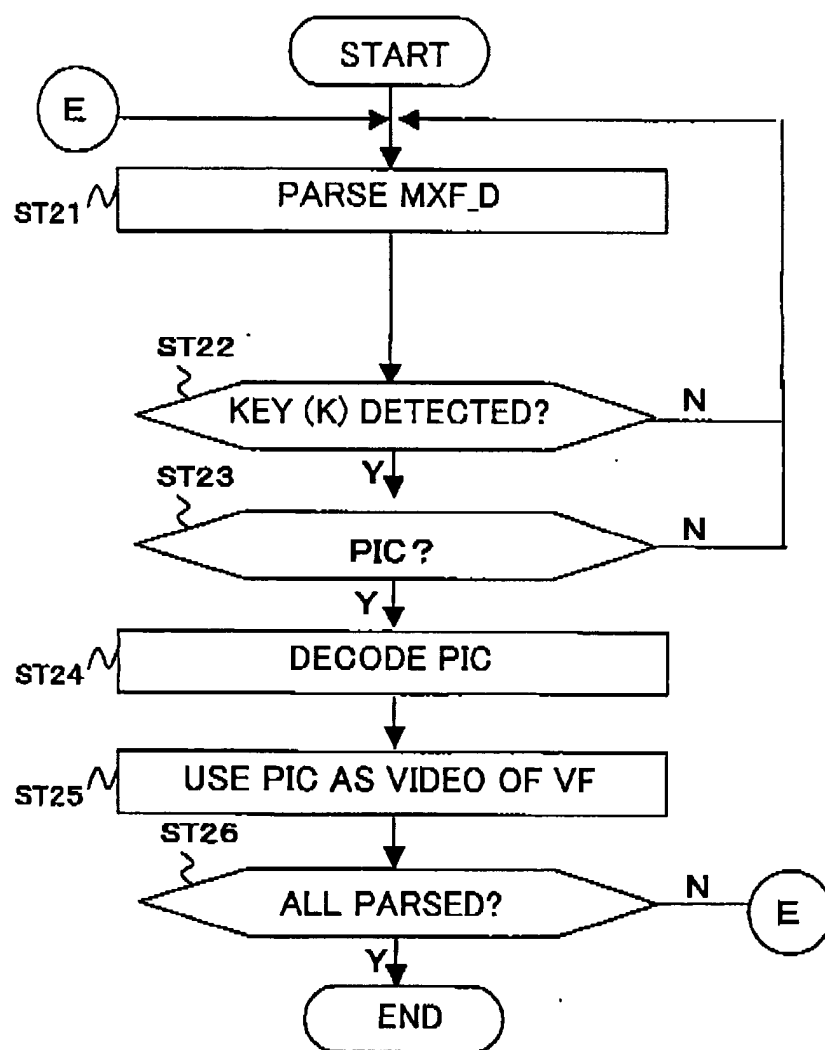 START
E
ST21
PARSE MXF_D
ST22
KEY (K) DETECTED?
N
Y
ST23
PIC?
N
Y
ST24
DECODE PIC
ST25
USE PIC AS VIDEO OF VF
ST26
ALL PARSED?
N
E
Y
END